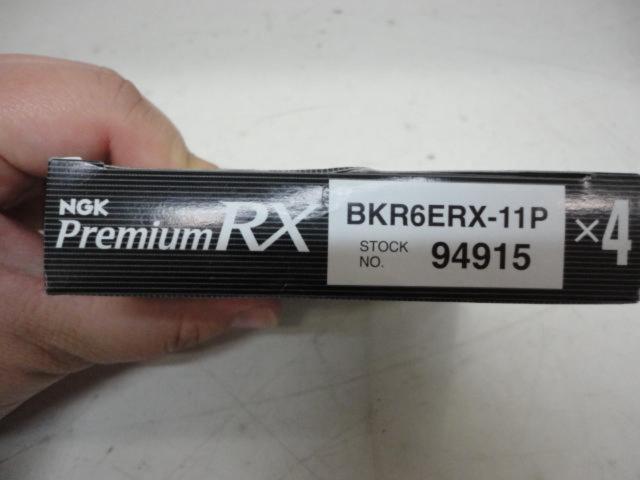 NGK
Premium RX
BKR6ERX-11P
STOCK NO. 94915
×4